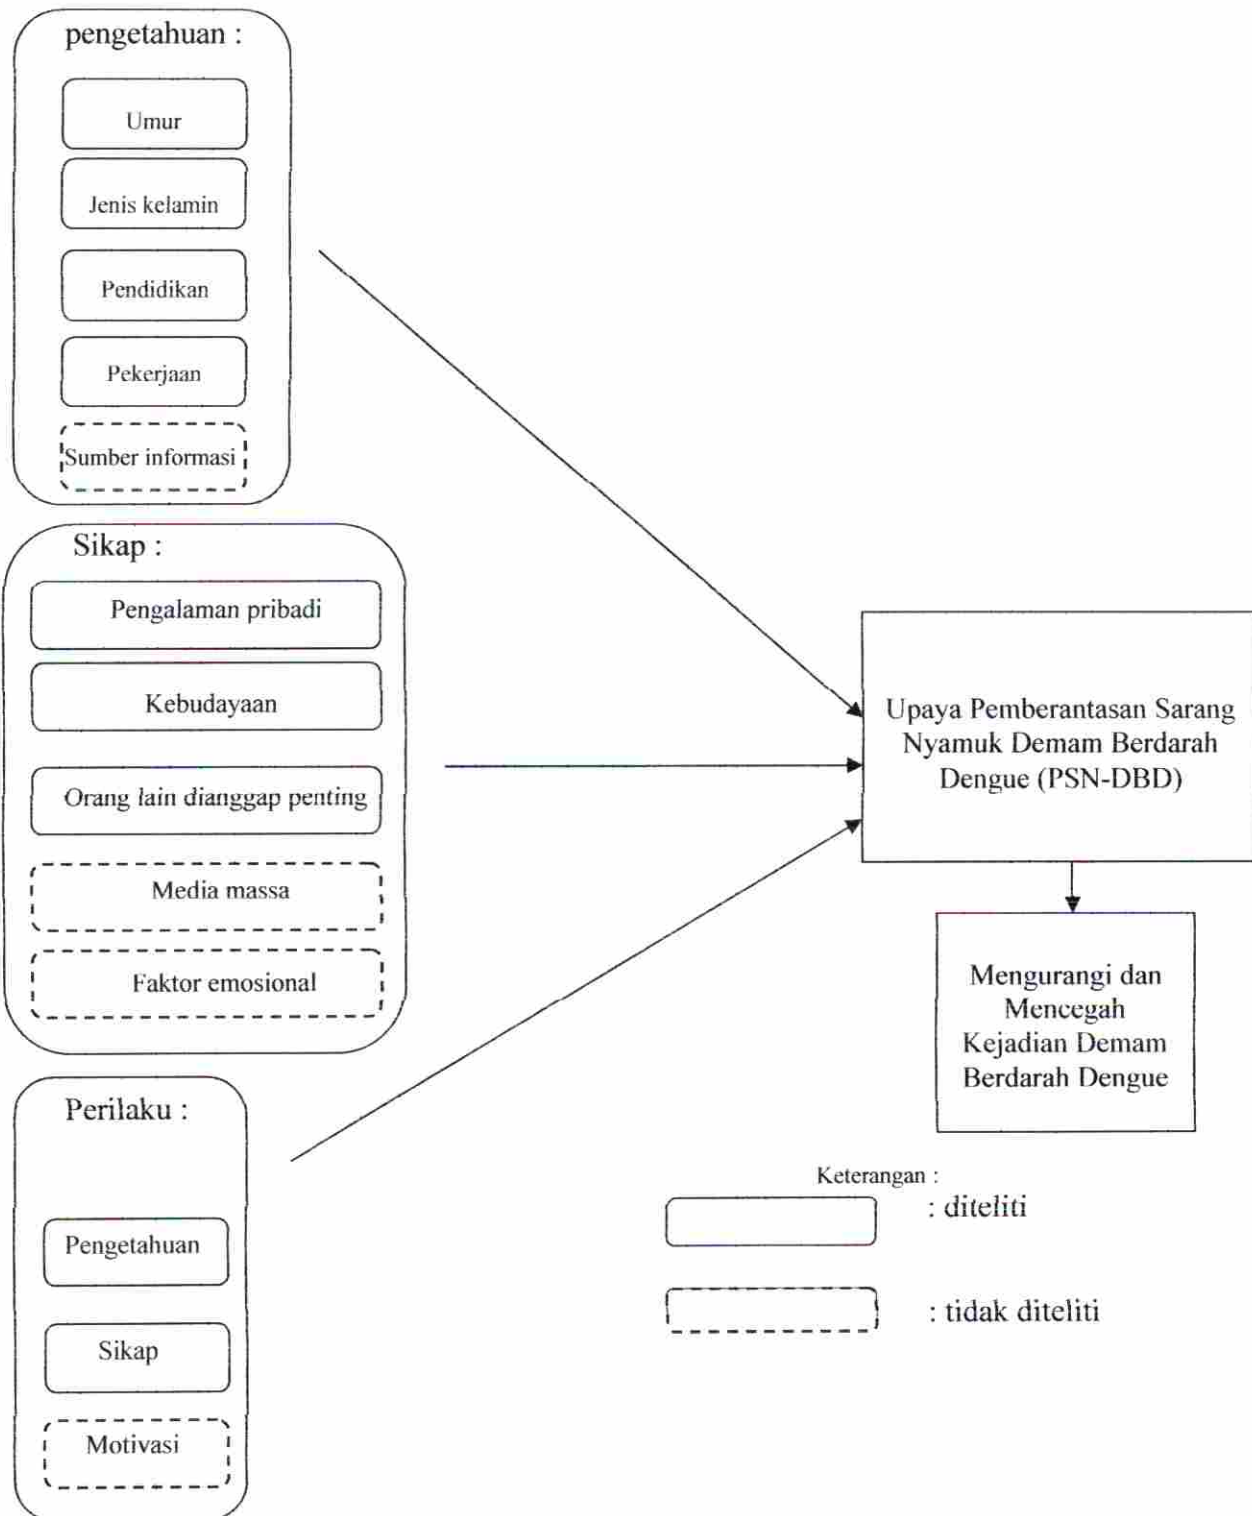 pengetahuan :
Umur
Jenis kelamin
Pendidikan
Pekerjaan
Sumber informasi
Sikap :
Pengalaman pribadi
Kebudayaan
Orang lain dianggap penting
Media massa
Faktor emosional
Perilaku :
Pengetahuan
Sikap
Motivasi
Upaya Pemberantasan Sarang
Nyamuk Demam Berdarah
Dengue (PSN-DBD)
Mengurangi dan
Mencegah
Kejadian Demam
Berdarah Dengue
Keterangan :
: diteliti
: tidak diteliti